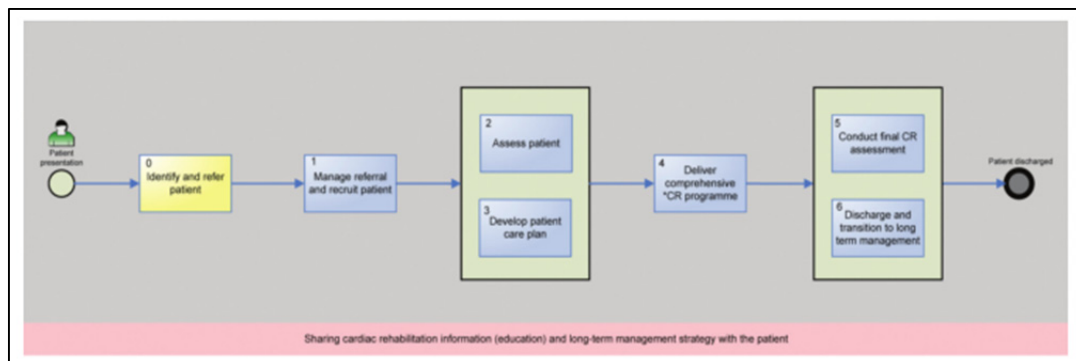 Patient
presentation
0
Identify and refer
patient
1
Manage referral
and recruit patient
2
Assess patient
3
Develop patient
care plan
4
Deliver
comprehensive
*CR programme
5
Conduct final CR
assessment
6
Discharge and
transition to long
term management
Patient discharged
Sharing cardiac rehabilitation information (education) and long-term management strategy with the patient